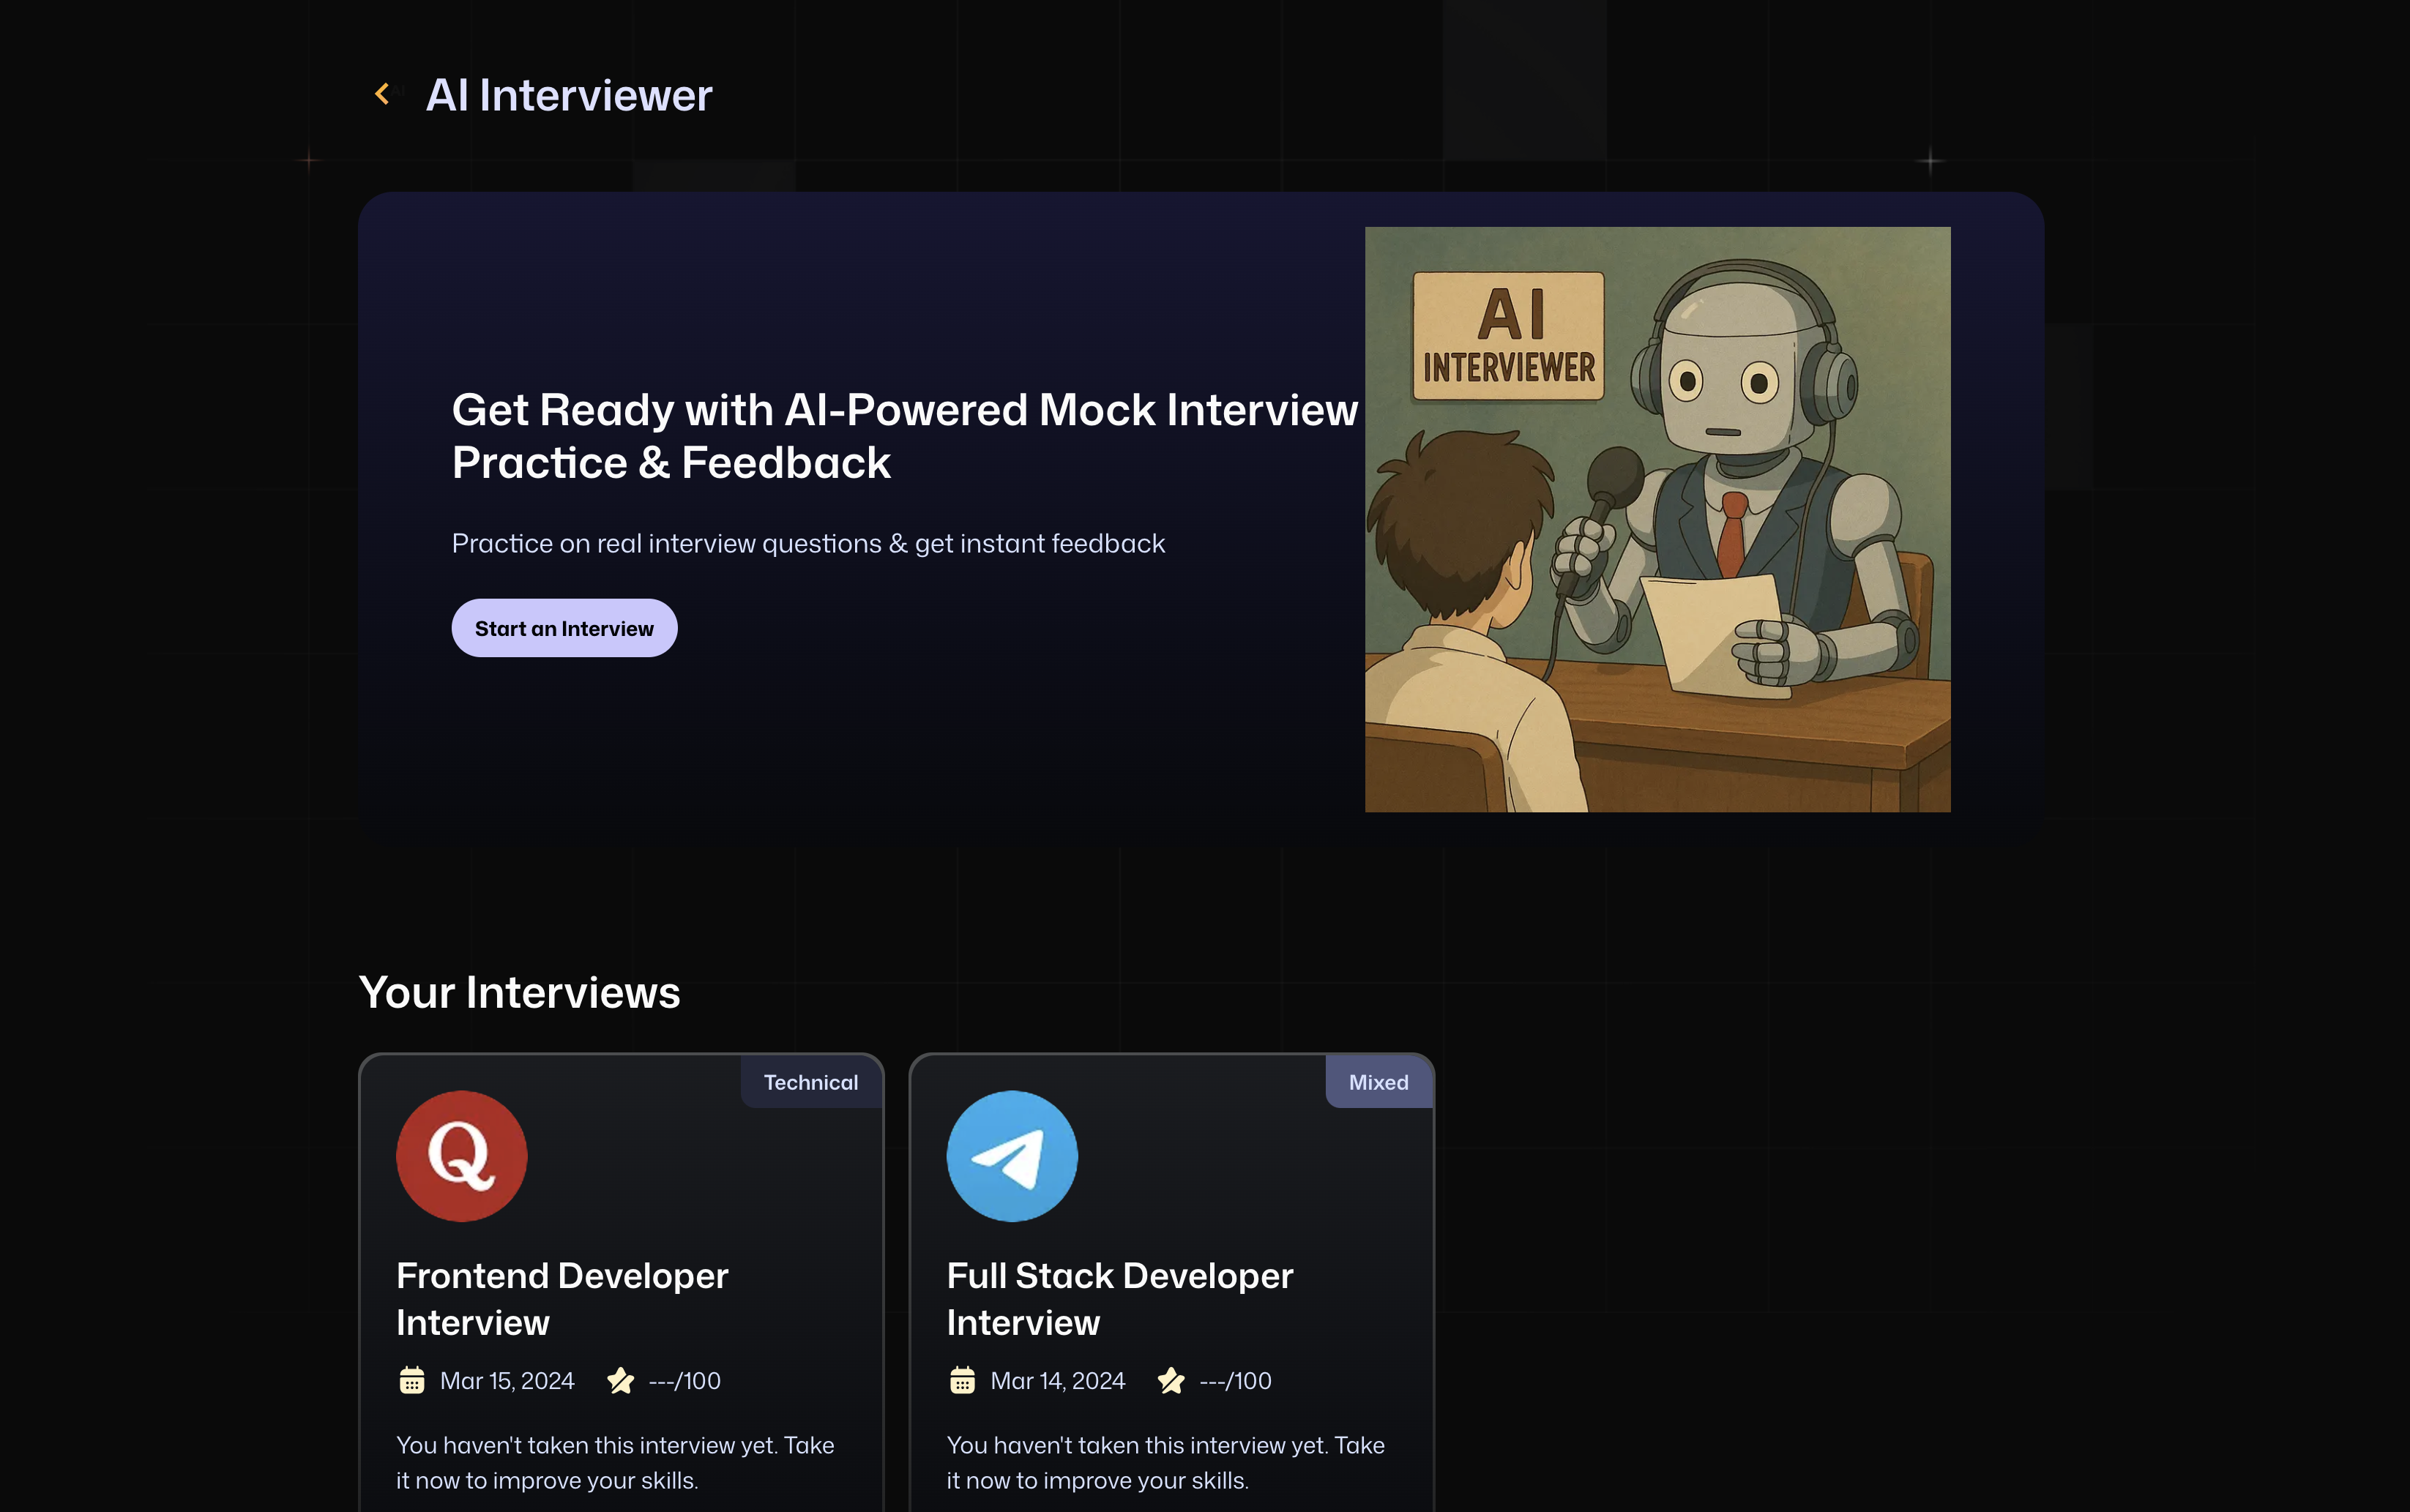 AI Interviewer
Get Ready with AI-Powered Mock Interview
Practice & Feedback
Practice on real interview questions & get instant feedback
Start an Interview
AI
INTERVIEWER
Your Interviews
Technical
Q
Frontend Developer
Interview
Mar 15, 2024 ---/100
You haven't taken this interview yet. Take
it now to improve your skills.
Mixed
Full Stack Developer
Interview
Mar 14, 2024 ---/100
You haven't taken this interview yet. Take
it now to improve your skills.